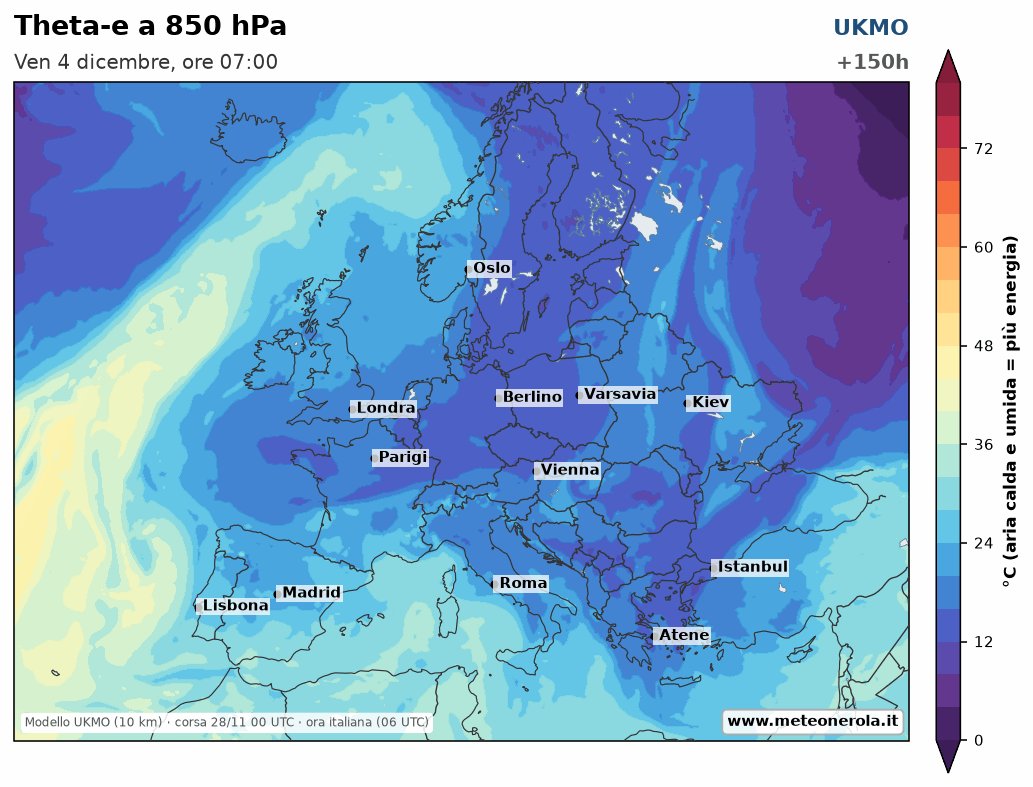 Theta-e a 850 hPa
UKMO
Ven 4 dicembre, ore 07:00
+150h
72
60
48
36
24
12
0
°C (aria calda e umida = più energia)
Oslo
Berlino
Varsavia
Kiev
Londra
Parigi
Vienna
Istanbul
Roma
Madrid
Lisbona
Atene
Modello UKMO (10 km) · corsa 28/11 00 UTC · ora italiana (06 UTC)
www.meteonerola.it